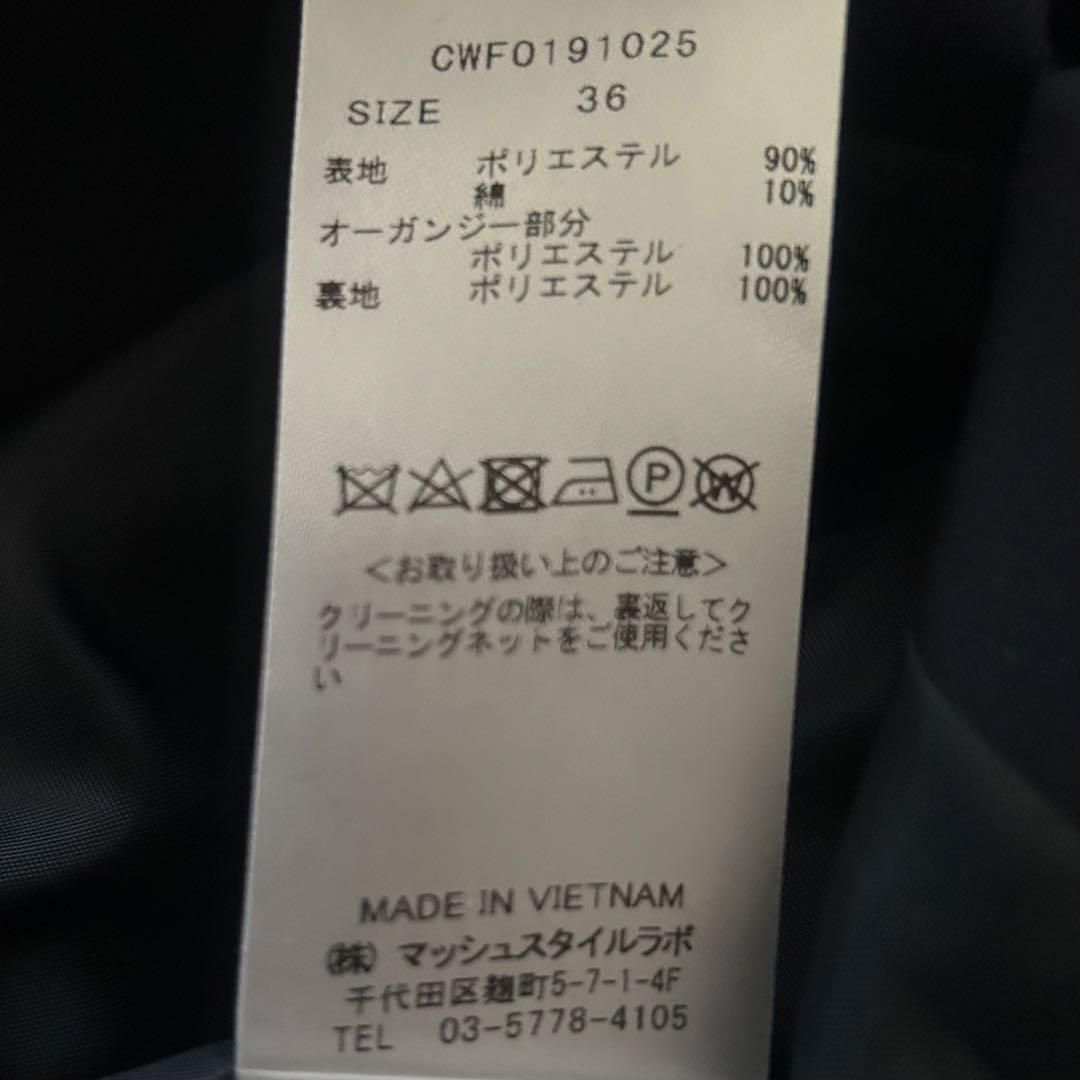 CWF0191025
SIZE 36
表地 ポリエステル 90%
綿 10%
オーガンジー部分
ポリエステル 100%
裏地 ポリエステル 100%
P W
<お取り扱い上のご注意>
クリーニングの際は、裏返してク
リーニングネットをご使用くださ
い
MADE IN VIETNAM
㈱ マッシュスタイルラボ
千代田区麹町5-7-1-4F
TEL 03-5778-4105